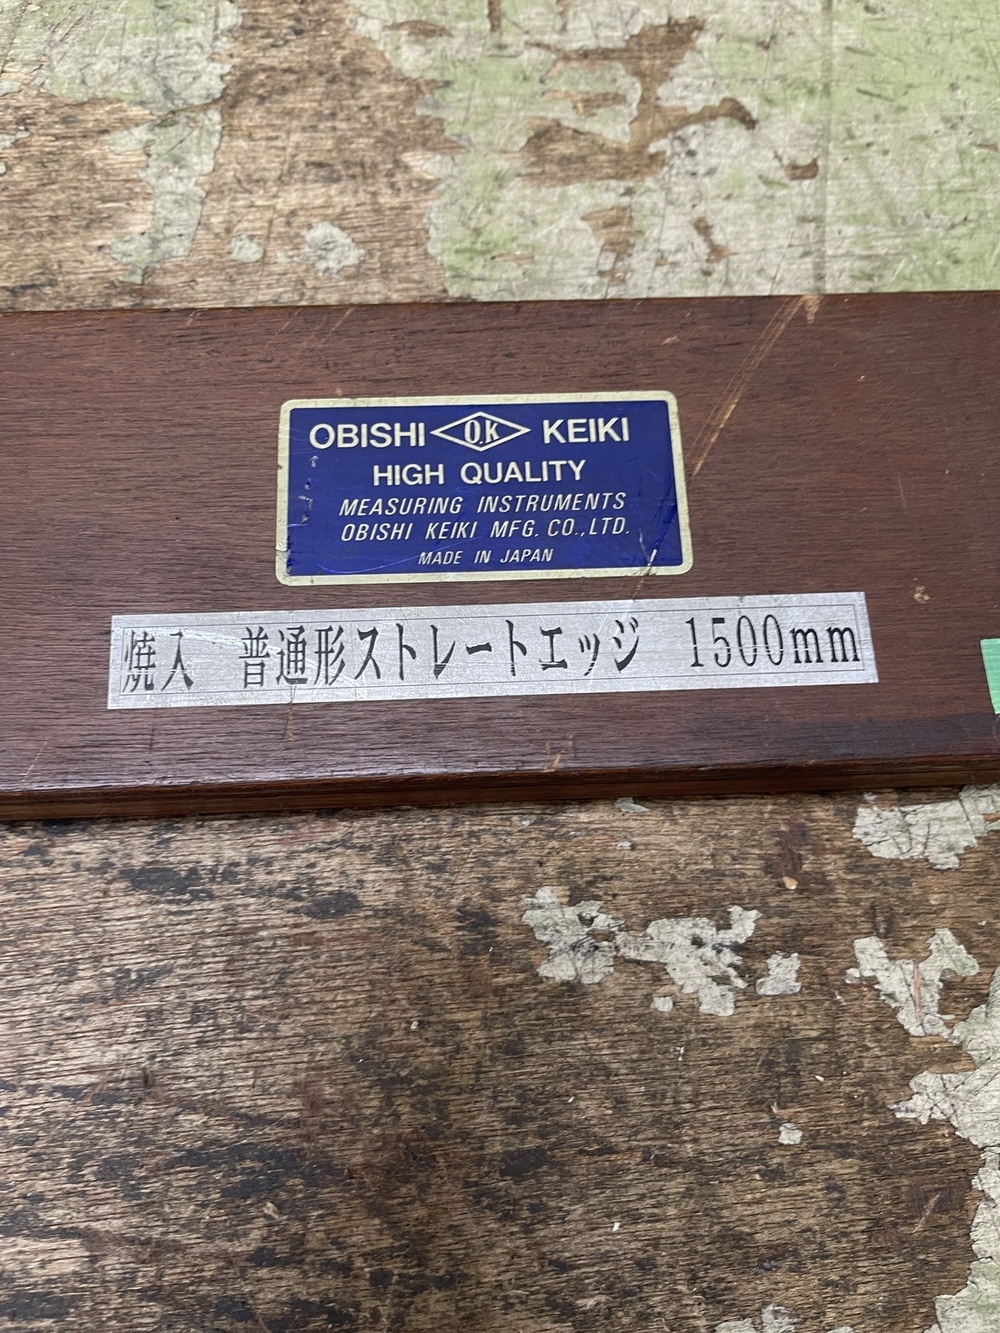 OBISHI O.K KEIKI
HIGH QUALITY
MEASURING INSTRUMENTS
OBISHI KEIKI MFG. CO.,LTD.
MADE IN JAPAN
焼入 普通形ストレートエッジ 1500mm